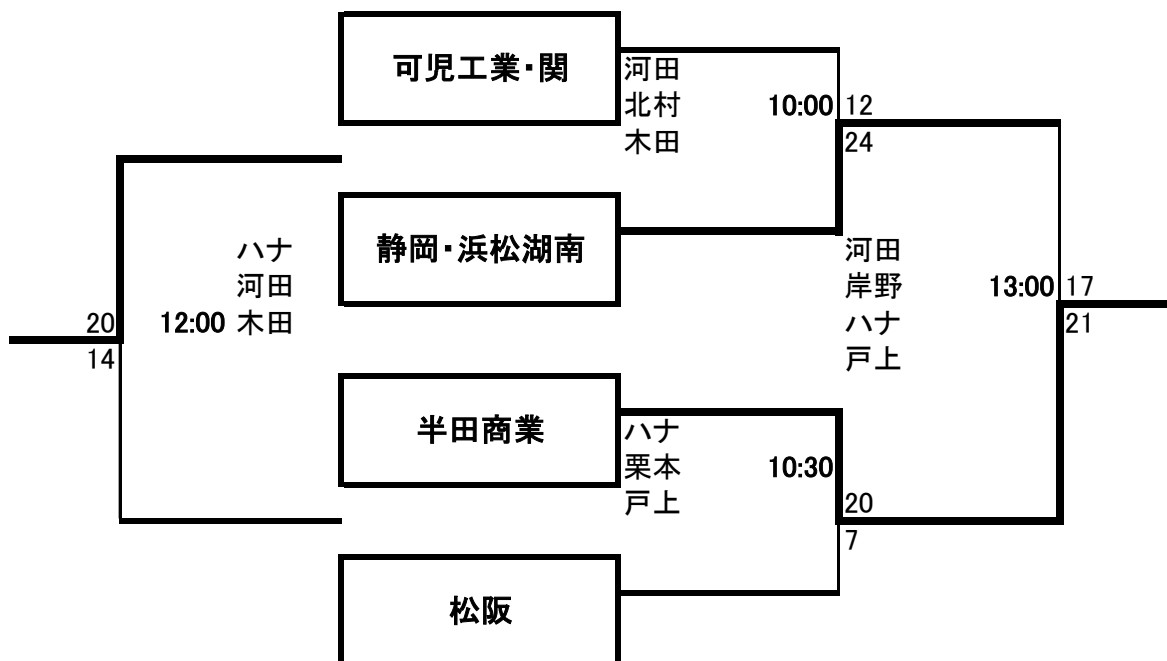 可児工業・関
河田
北村
木田
10:00
12
24
静岡・浜松湖南
ハナ
河田
木田
12:00
20
14
河田
岸野
ハナ
戸上
13:00
17
21
半田商業
ハナ
栗本
戸上
10:30
20
7
松阪